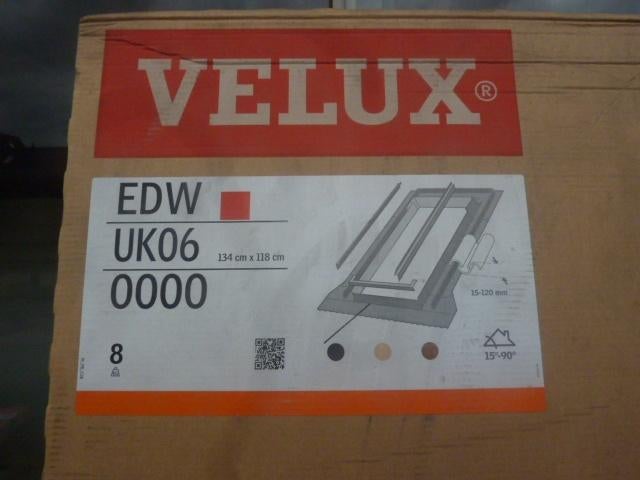 VELUX®
EDW
UK06 134 cm x 118 cm
0000
15-120 mm
8
15°-90°